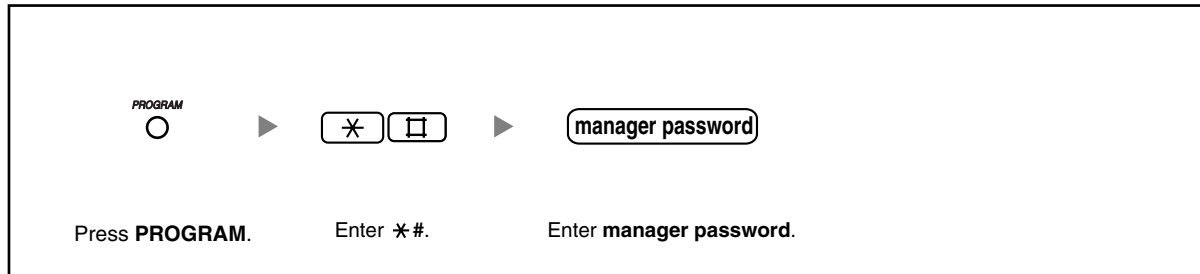 PROGRAM
* # manager password
Press PROGRAM. Enter *#. Enter manager password.